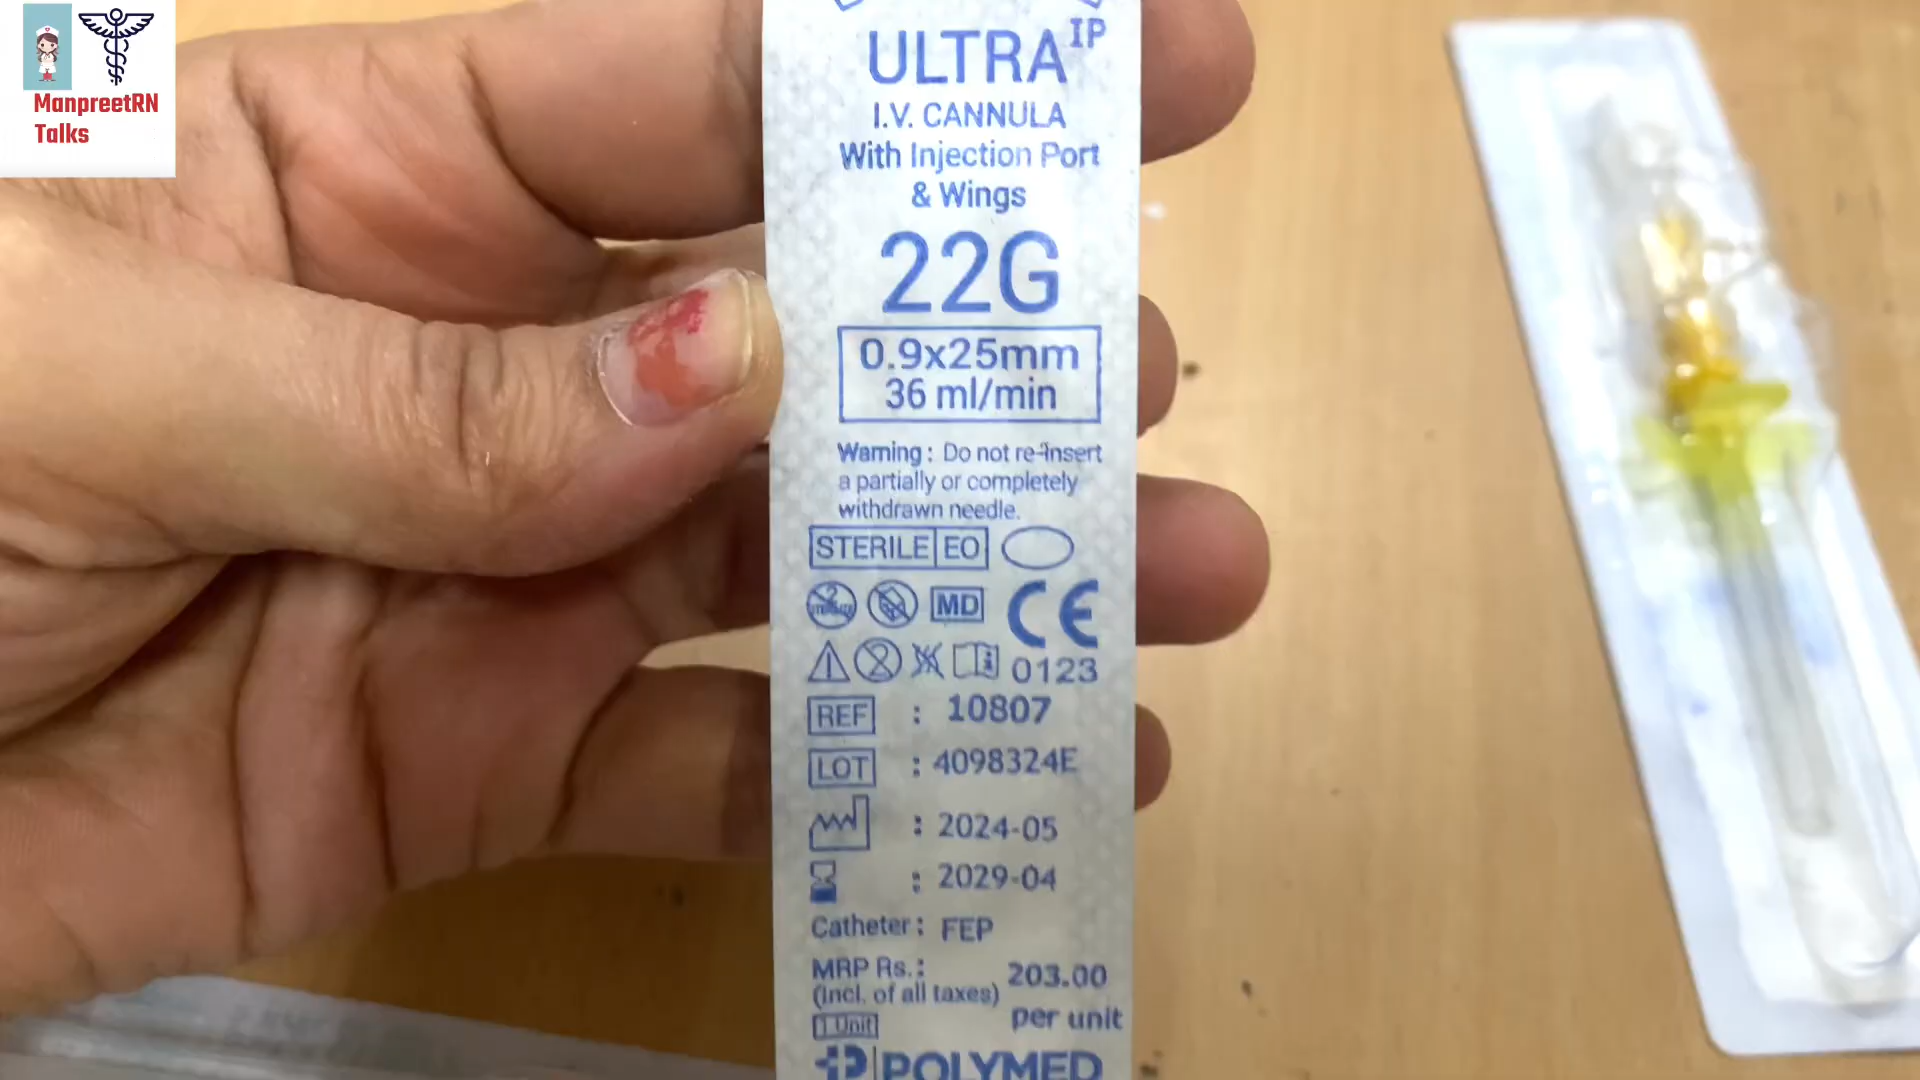 ManpreetRN
Talks
ULTRA IP
I.V. CANNULA
With Injection Port
& Wings
22G
0.9x25mm
36 ml/min
Warning : Do not re-insert
a partially or completely
withdrawn needle.
STERILE EO
MD
CE
0123
REF : 10807
LOT : 4098324E
: 2024-05
: 2029-04
Catheter : FEP
MRP Rs.: 203.00
(Incl. of all taxes)
per unit
1 Unit
POLYMED